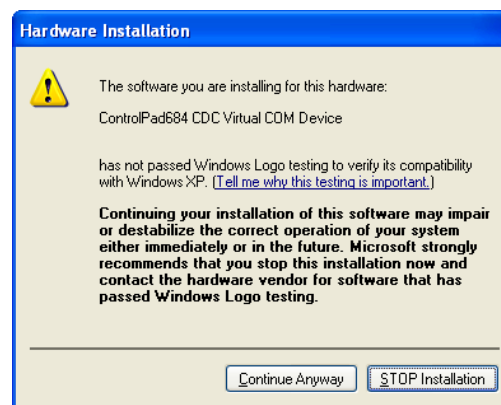 Hardware Installation
The software you are installing for this hardware:
ControlPad684 CDC Virtual COM Device
has not passed Windows Logo testing to verify its compatibility
with Windows XP. (Tell me why this testing is important.)
Continuing your installation of this software may impair
or destabilize the correct operation of your system
either immediately or in the future. Microsoft strongly
recommends that you stop this installation now and
contact the hardware vendor for software that has
passed Windows Logo testing.
Continue Anyway
STOP Installation